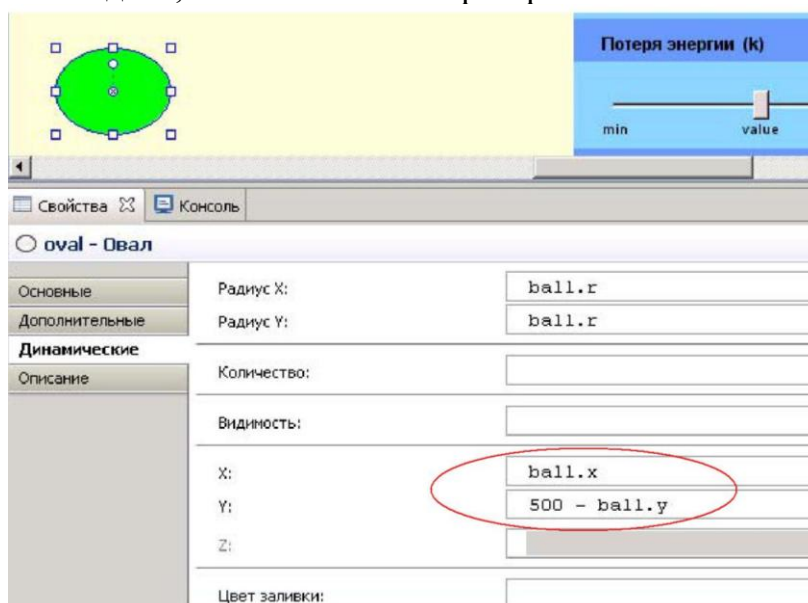 Потеря энергии (k)
min value
Свойства Консоль
oval - Овал
Основные
Дополнительные
Динамические
Описание
Радиус X: ball.r
Радиус Y: ball.r
Количество:
Видимость:
X: ball.x
Y: 500 - ball.y
Z:
Цвет заливки: